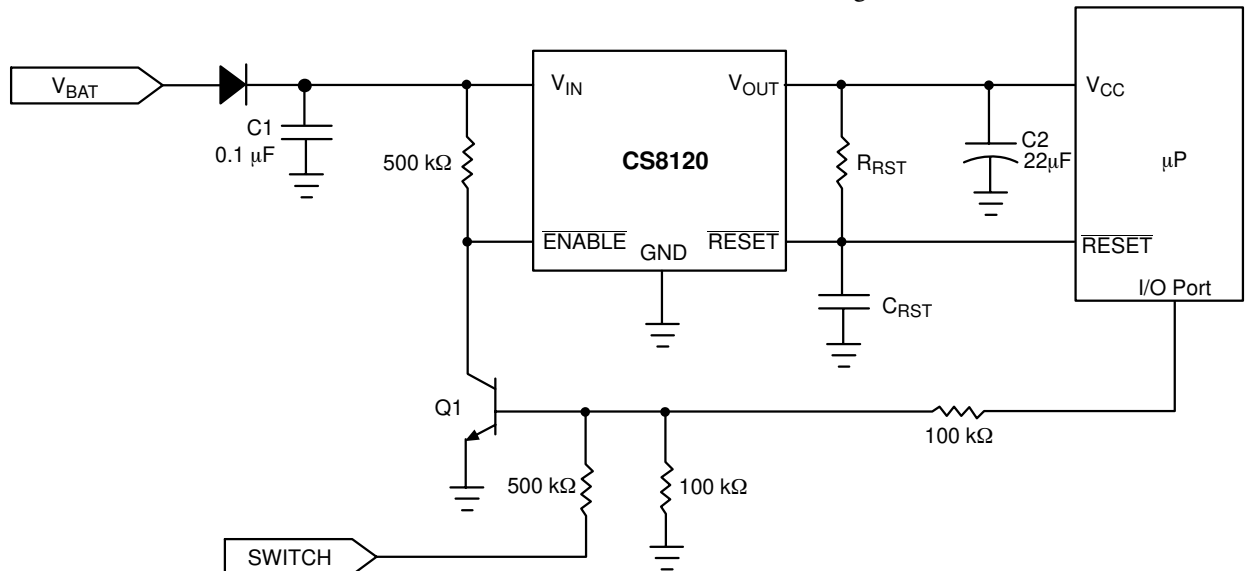 g
V_BAT
C1
0.1 μF
500 kΩ
V_IN
V_OUT
CS8120
ENABLE
GND
RESET
R_RST
C_RST
C2
22μF
V_CC
μP
RESET
I/O Port
Q1
500 kΩ
100 kΩ
100 kΩ
SWITCH